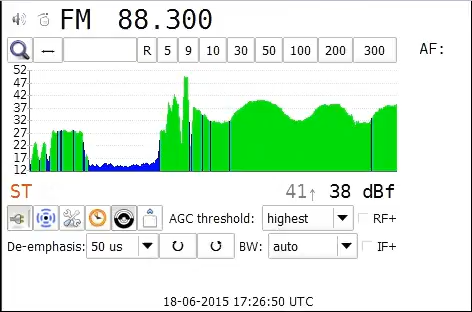 FM 88.300
— R 5 9 10 30 50 100 200 300 AF:
52
47
42
37
32
27
22
17
12
ST 41↑ 38 dBf
AGC threshold: highest RF+
De-emphasis: 50 us BW: auto IF+
18-06-2015 17:26:50 UTC